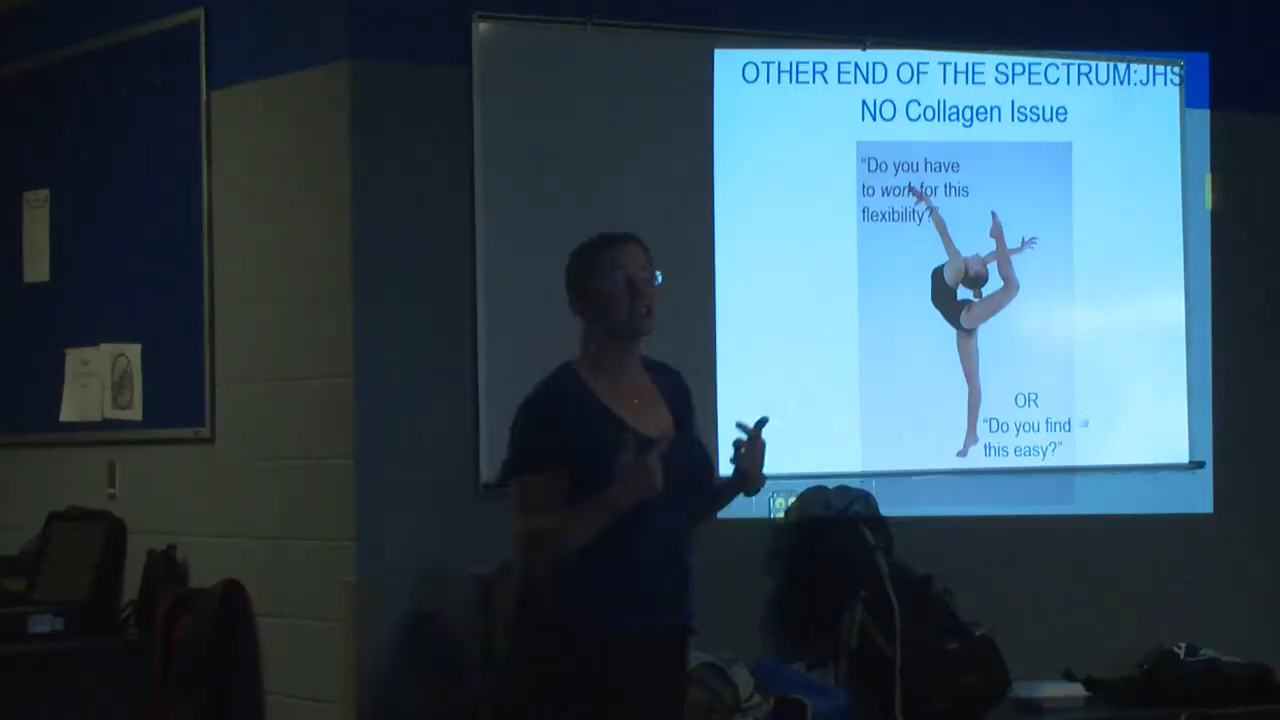 OTHER END OF THE SPECTRUM:JHS
NO Collagen Issue
“Do you have
to work for this
flexibility?”
OR
“Do you find
this easy?”